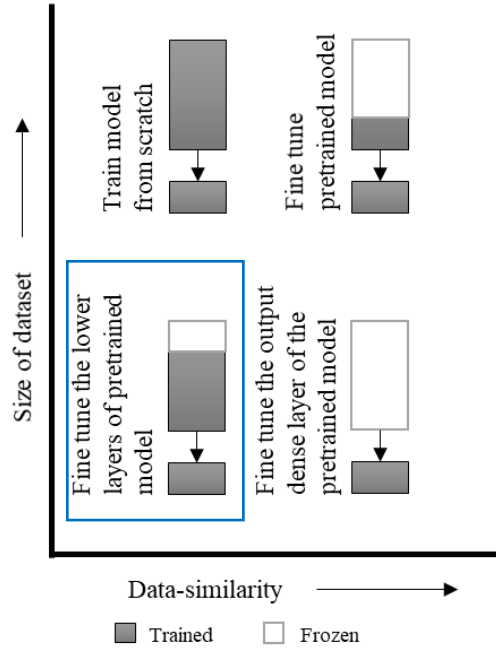 Train model
from scratch
Fine tune
pretrained model
Size of dataset
Fine tune the lower
layers of pretrained
model
Fine tune the output
dense layer of the
pretrained model
Data-similarity
Trained
Frozen